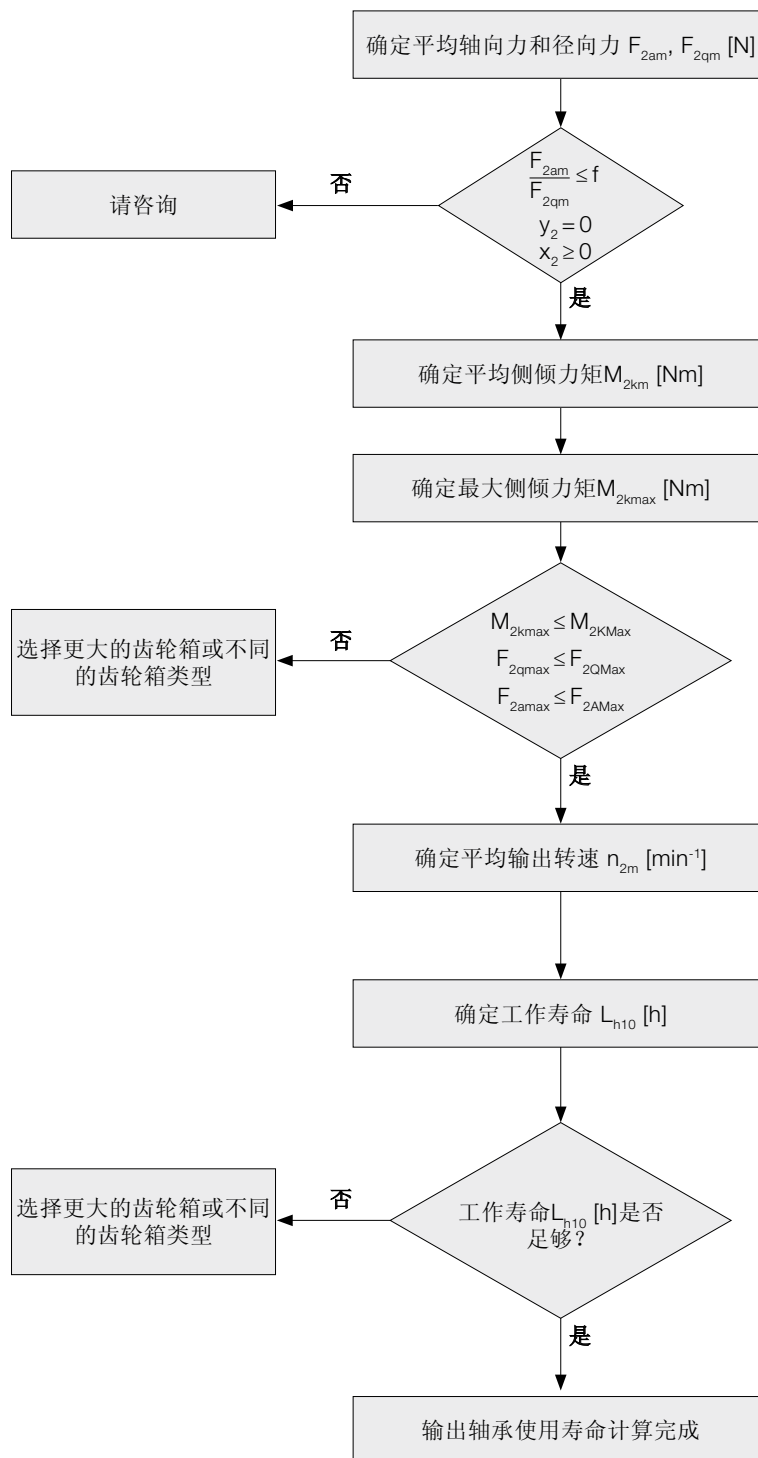 确定平均轴向力和径向力 F₂ₐₘ, F₂qm [N]
F₂ₐₘ
F₂qm
≤ f
y₂ = 0
x₂ ≥ 0
否
请咨询
是
确定平均侧倾力矩M₂km [Nm]
确定最大侧倾力矩M₂kmax [Nm]
M₂kmax ≤ M₂KMax
F₂qmax ≤ F₂QMax
F₂amax ≤ F₂AMax
否
选择更大的齿轮箱或不同
的齿轮箱类型
是
确定平均输出转速 n₂m [min⁻¹]
确定工作寿命 Lh10 [h]
工作寿命Lh10 [h]是否
足够？
否
选择更大的齿轮箱或不同
的齿轮箱类型
是
输出轴承使用寿命计算完成